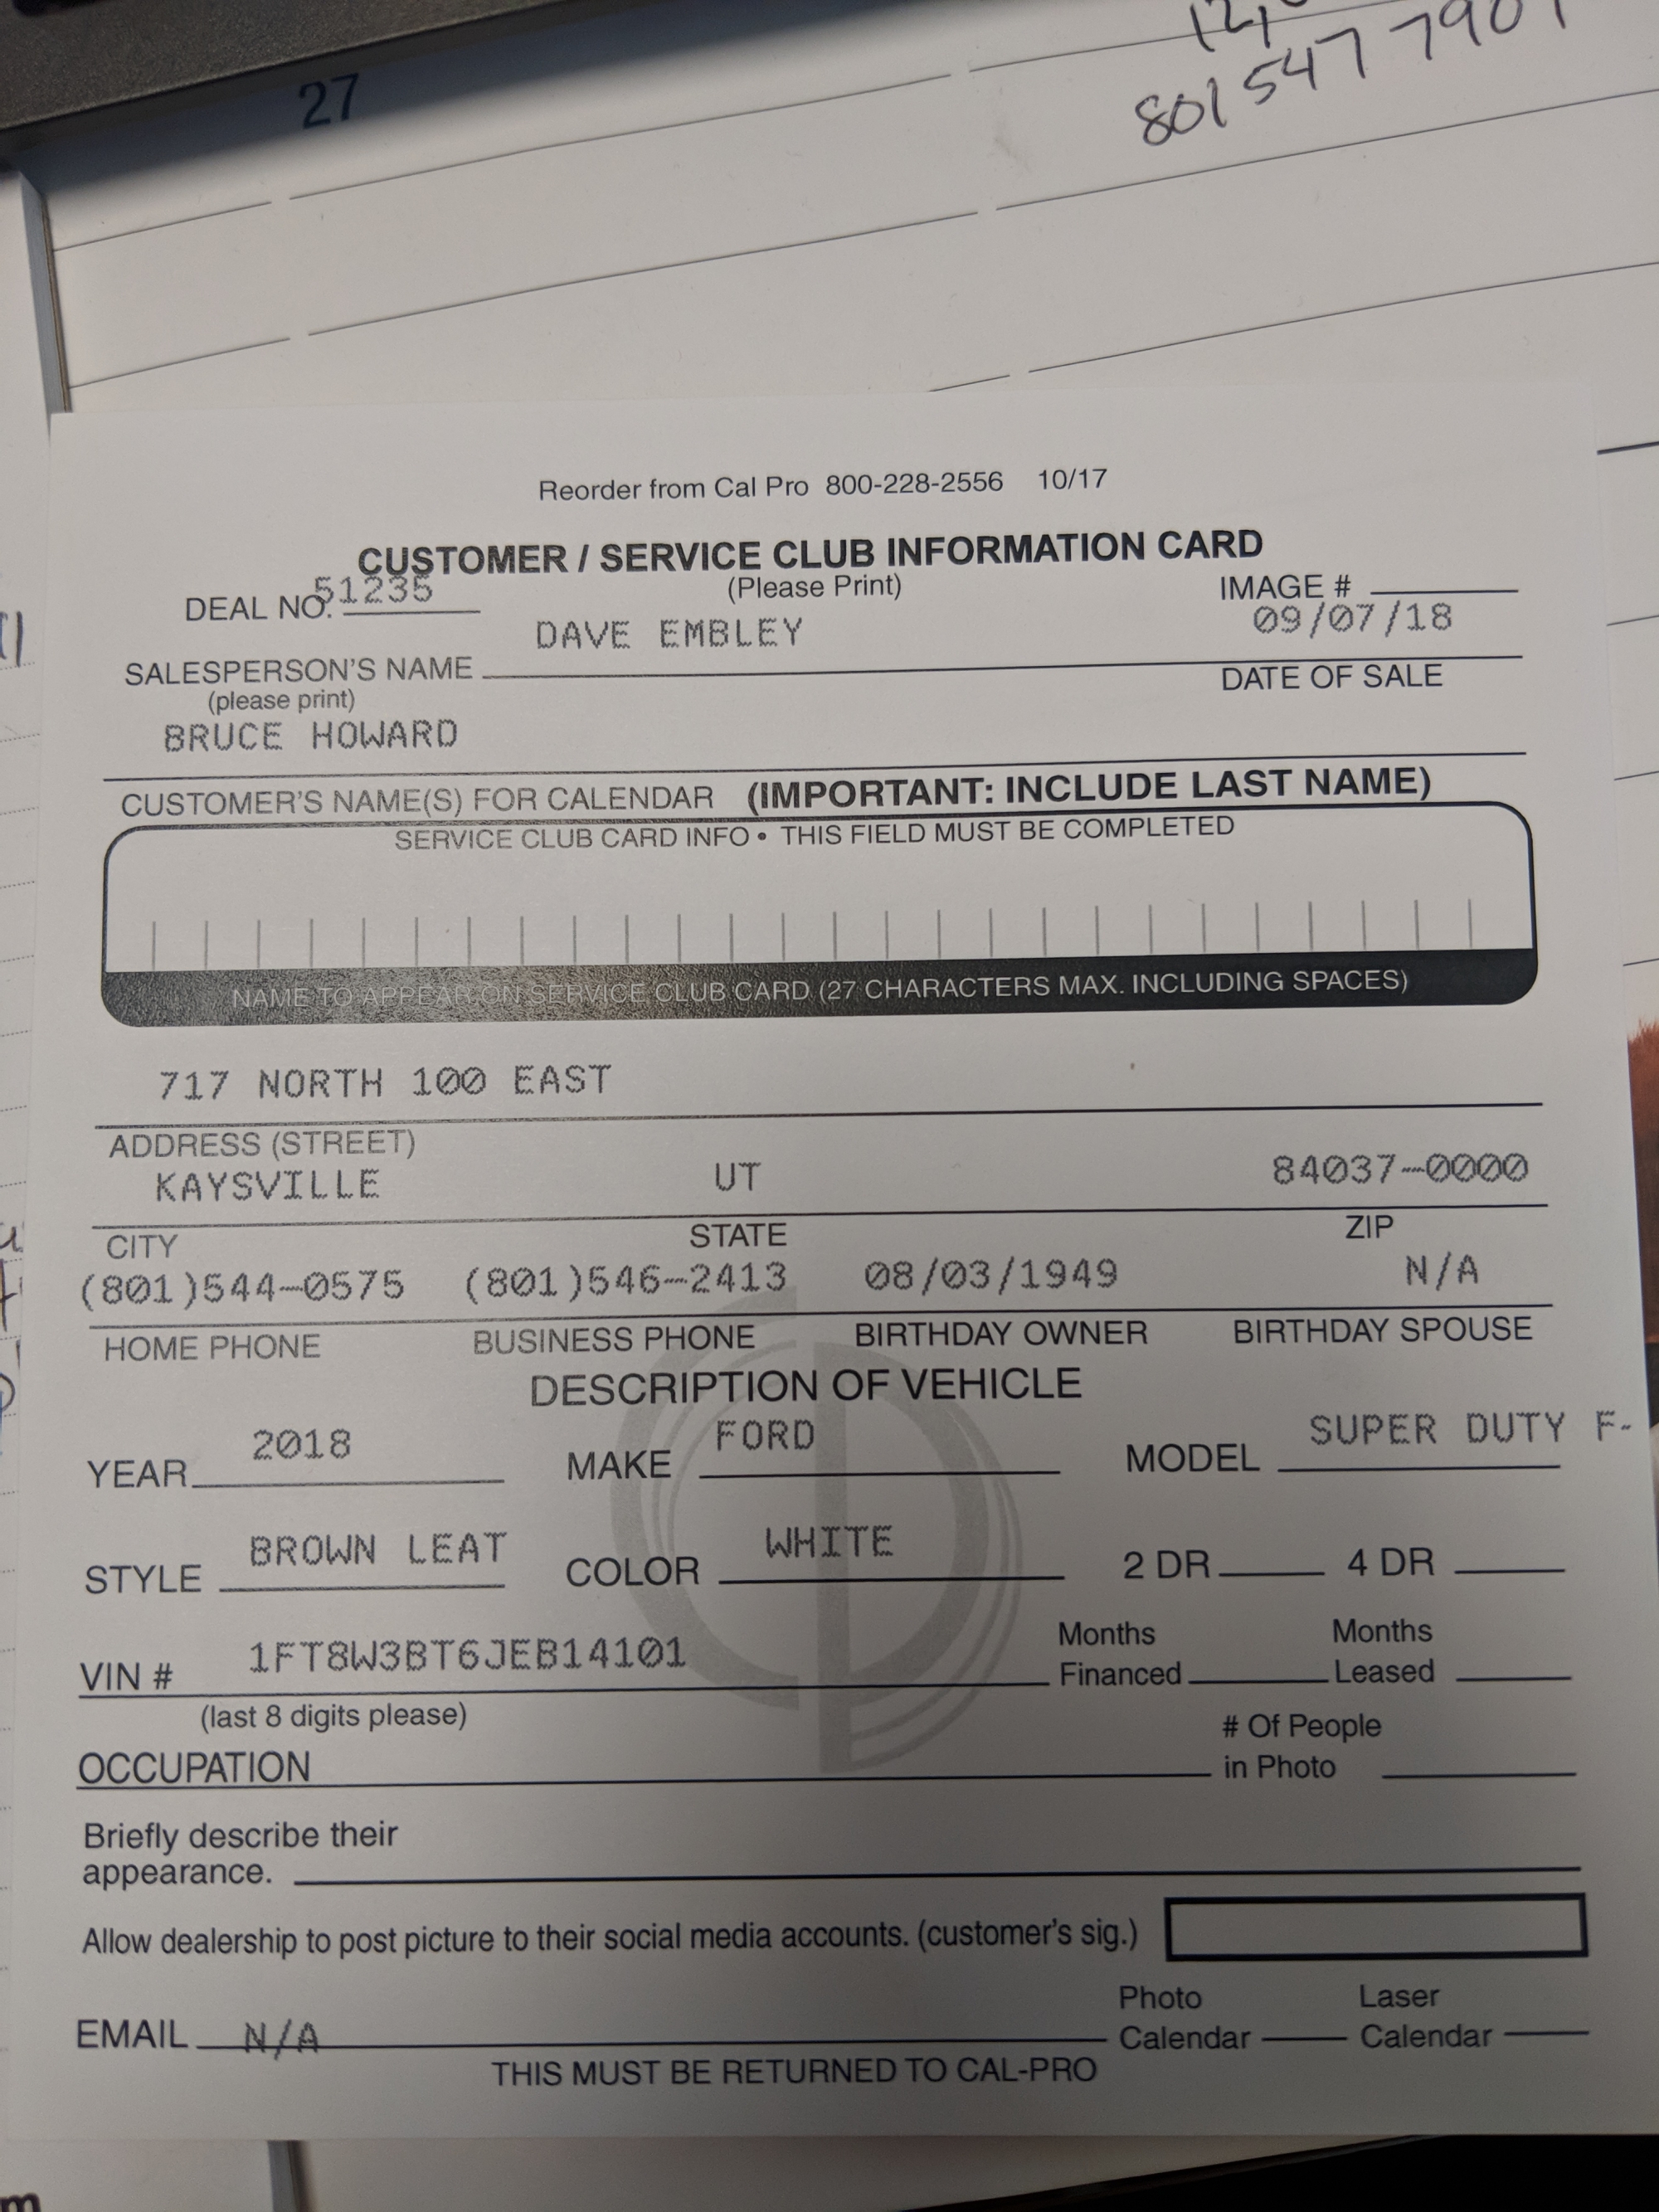 27
801 547 7901
Reorder from Cal Pro 800-228-2556 10/17
CUSTOMER / SERVICE CLUB INFORMATION CARD
DEAL NO. 51235 (Please Print) IMAGE #
DAVE EMBLEY 09/07/18
SALESPERSON'S NAME DATE OF SALE
(please print)
BRUCE HOWARD
CUSTOMER'S NAME(S) FOR CALENDAR (IMPORTANT: INCLUDE LAST NAME)
SERVICE CLUB CARD INFO • THIS FIELD MUST BE COMPLETED
NAME TO APPEAR ON SERVICE CLUB CARD (27 CHARACTERS MAX. INCLUDING SPACES)
717 NORTH 100 EAST
ADDRESS (STREET)
KAYSVILLE UT 84037-0000
CITY STATE ZIP
(801)544-0575 (801)546-2413 08/03/1949 N/A
HOME PHONE BUSINESS PHONE BIRTHDAY OWNER BIRTHDAY SPOUSE
DESCRIPTION OF VEHICLE
YEAR 2018 MAKE FORD MODEL SUPER DUTY F-
STYLE BROWN LEAT COLOR WHITE 2 DR 4 DR
VIN # 1FT8W3BT6JEB14101 Months Financed Months Leased
(last 8 digits please)
OCCUPATION # Of People in Photo
Briefly describe their
appearance.
Allow dealership to post picture to their social media accounts. (customer's sig.)
EMAIL N/A Photo Calendar Laser Calendar
THIS MUST BE RETURNED TO CAL-PRO